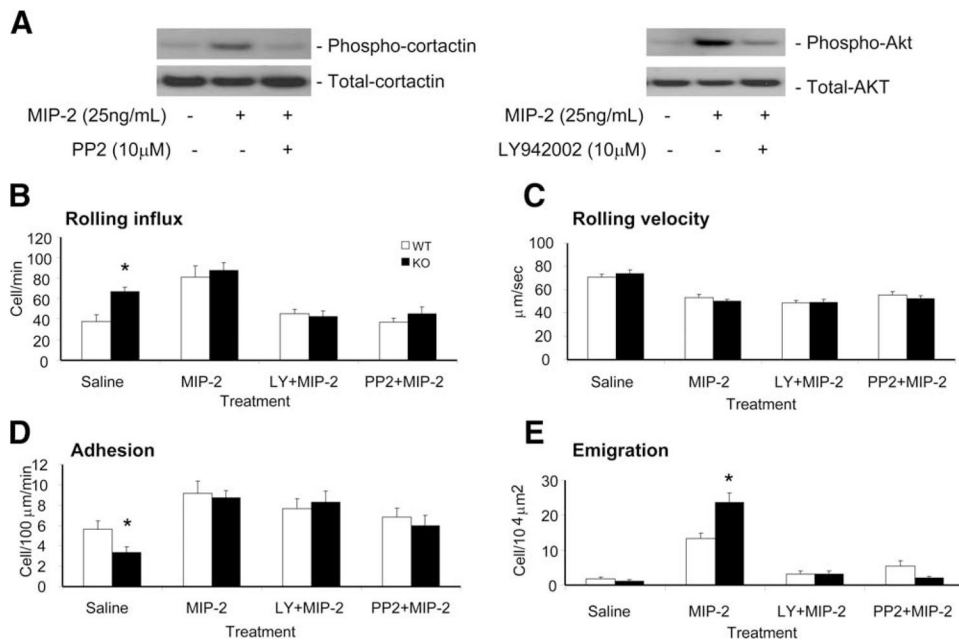 A
- Phospho-cortactin
- Total-cortactin
MIP-2 (25ng/mL) - + +
PP2 (10μM) - - +
- Phospho-Akt
- Total-AKT
MIP-2 (25ng/mL) - + +
LY942002 (10μM) - - +
B
Rolling influx
120
100
80
60
40
20
0
Cell/min
*
WT
KO
Saline MIP-2 LY+MIP-2 PP2+MIP-2
Treatment
C
Rolling velocity
100
80
60
40
20
0
μm/sec
Saline MIP-2 LY+MIP-2 PP2+MIP-2
Treatment
D
Adhesion
12
10
8
6
4
2
0
Cell/100 μm/min
*
Saline MIP-2 LY+MIP-2 PP2+MIP-2
Treatment
E
Emigration
30
20
10
0
Cell/10 4 μm2
*
Saline MIP-2 LY+MIP-2 PP2+MIP-2
Treatment